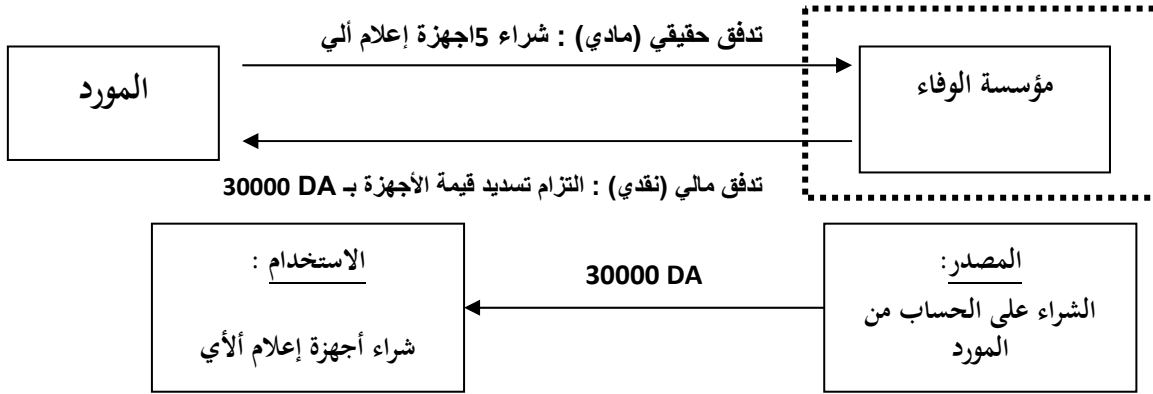 تدفق حقيقي (مادي) : شراء 5اجهزة إعلام ألي
مؤسسة الوفاء
المورد
تدفق مالي (نقدي) : التزام تسديد قيمة الأجهزة بـ 30000 DA
المصدر:
الشراء على الحساب من
المورد
30000 DA
الاستخدام :
شراء أجهزة إعلام ألأي